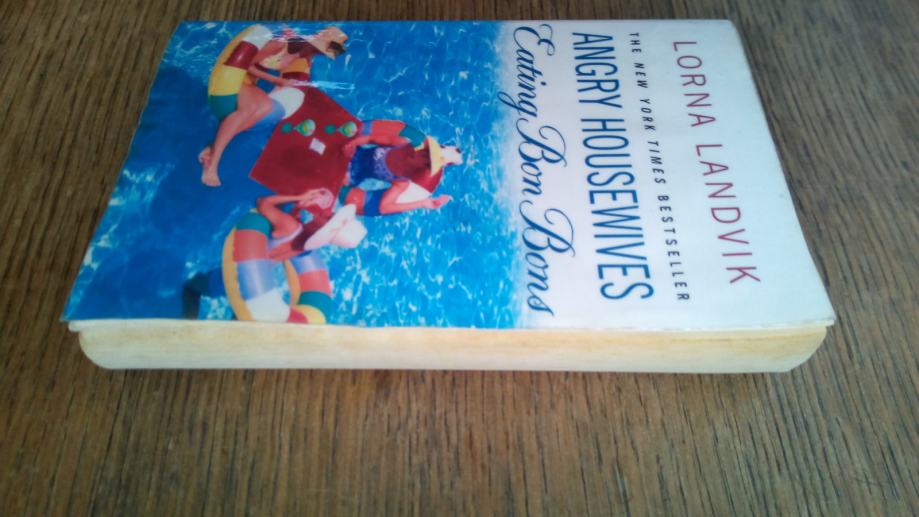 LORNA LANDVIK
THE NEW YORK TIMES BESTSELLER
ANGRY HOUSEWIVES
Eating Bon Bons